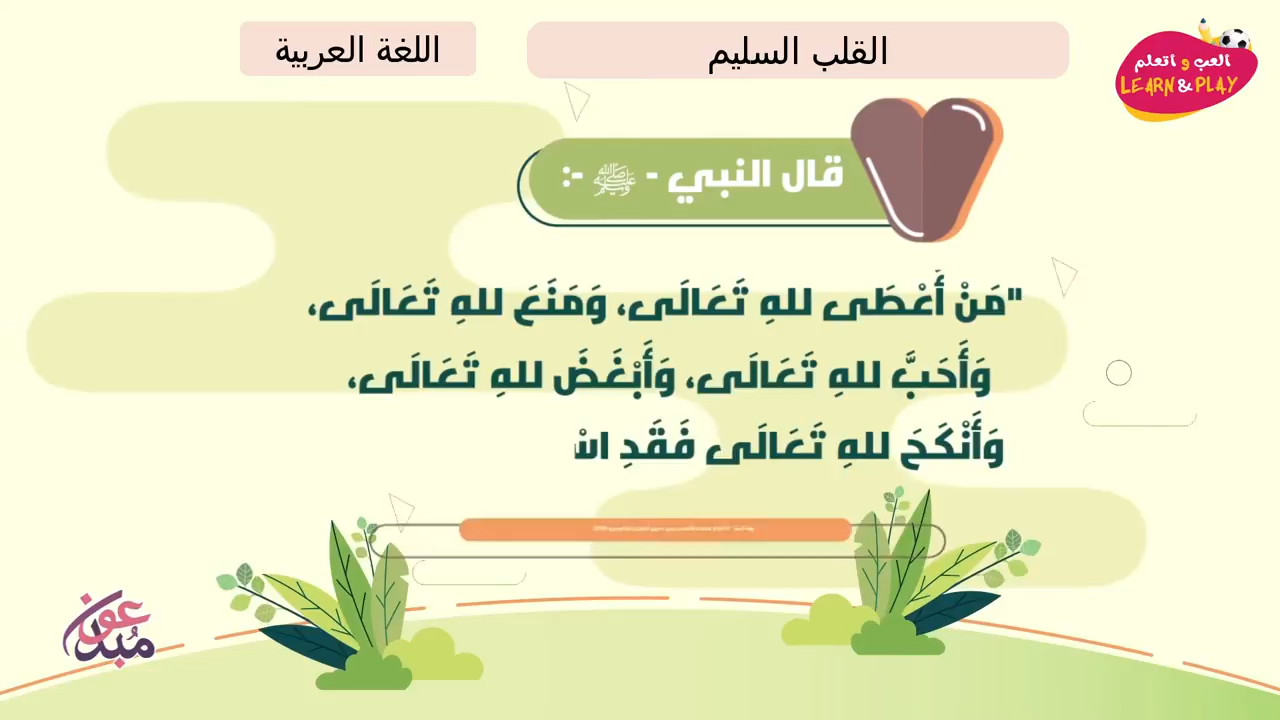 القلب السليم
اللغة العربية
العب و اتعلم
LEARN & PLAY
قال النبي - ﷺ -:
"مَنْ أَعْطَى للهِ تَعَالَى، وَمَنَعَ للهِ تَعَالَى،
وَأَحَبَّ للهِ تَعَالَى، وَأَبْغَضَ للهِ تَعَالَى،
وَأَنْكَحَ للهِ تَعَالَى فَقَدِ اسْ